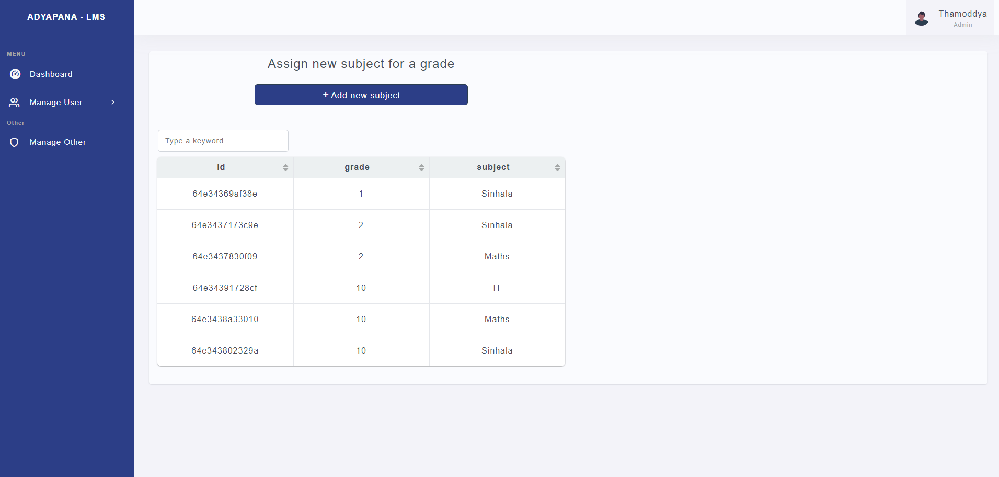 ADYAPANA - LMS
Thamoddya
Admin
MENU
Dashboard
Manage User
Other
Manage Other
Assign new subject for a grade
+ Add new subject
Type a keyword...
id grade subject
64e34369af38e 1 Sinhala
64e3437173c9e 2 Sinhala
64e3437830f09 2 Maths
64e34391728cf 10 IT
64e3438a33010 10 Maths
64e343802329a 10 Sinhala